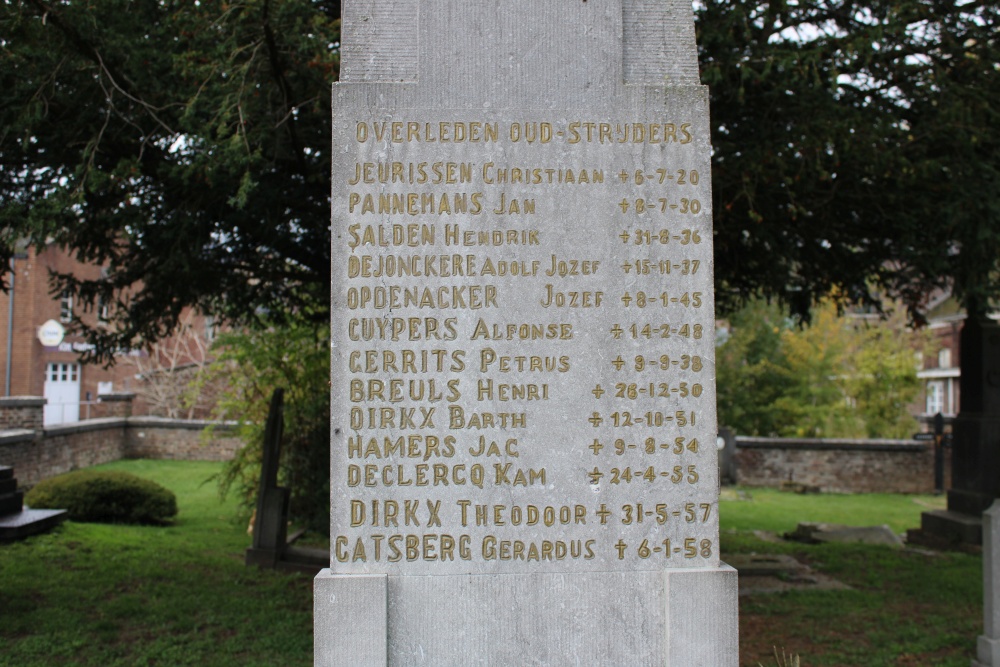 OVERLEDEN OUD-STRIJDERS
JEURISSEN CHRISTIAAN +6-7-20
PANNEMANS JAN +8-7-30
SALDEN HENDRIK +31-8-36
DEJONCKERE ADOLF JOZEF +15-11-37
OPDENACKER JOZEF +8-1-45
CUYPERS ALFONSE +14-2-48
GERRITS PETRUS +3-9-38
BREULS HENRI +26-12-50
DIRKX BARTH +12-10-51
HAMERS JAC +9-8-54
DECLERCQ KAM +24-4-55
DIRKX THEODOOR +31-5-57
CATSBERG GERARDUS +6-1-58